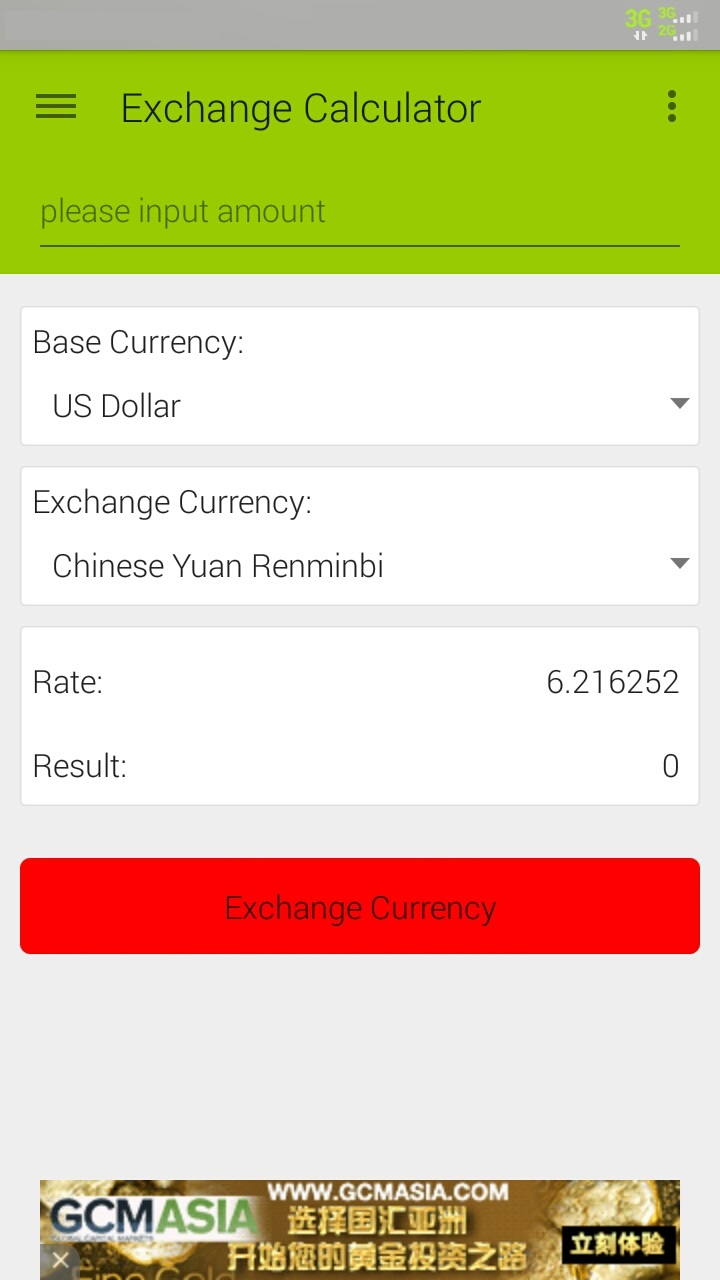 3G 3G
2G
Exchange Calculator
please input amount
Base Currency:
US Dollar
Exchange Currency:
Chinese Yuan Renminbi
Rate: 6.216252
Result: 0
Exchange Currency
WWW.GCMASIA.COM
GCMASIA
GLOBAL CAPITAL MARKETS
选择国汇亚洲
开始您的黄金投资之路
立刻体验
Fine Gold